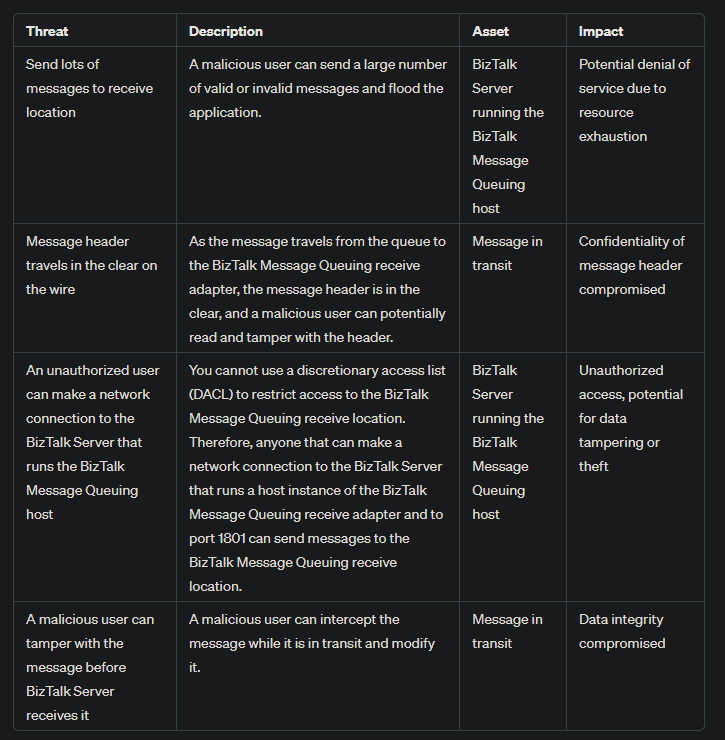 Threat Description Asset Impact
Send lots of
messages to receive
location
A malicious user can send a large number
of valid or invalid messages and flood the
application.
BizTalk
Server
running the
BizTalk
Message
Queuing
host
Potential denial of
service due to
resource
exhaustion
Message header
travels in the clear on
the wire
As the message travels from the queue to
the BizTalk Message Queuing receive
adapter, the message header is in the
clear, and a malicious user can potentially
read and tamper with the header.
Message in
transit
Confidentiality of
message header
compromised
An unauthorized user
can make a network
connection to the
BizTalk Server that
runs the BizTalk
Message Queuing
host
You cannot use a discretionary access list
(DACL) to restrict access to the BizTalk
Message Queuing receive location.
Therefore, anyone that can make a
network connection to the BizTalk Server
that runs a host instance of the BizTalk
Message Queuing receive adapter and to
port 1801 can send messages to the
BizTalk Message Queuing receive
location.
BizTalk
Server
running the
BizTalk
Message
Queuing
host
Unauthorized
access, potential
for data
tampering or
theft
A malicious user can
tamper with the
message before
BizTalk Server
receives it
A malicious user can intercept the
message while it is in transit and modify
it.
Message in
transit
Data integrity
compromised